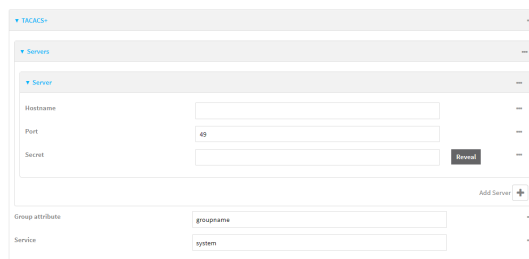 TACACS+
Servers
Server
Hostname
Port 49
Secret Reveal
Add Server
Group attribute groupname
Service system